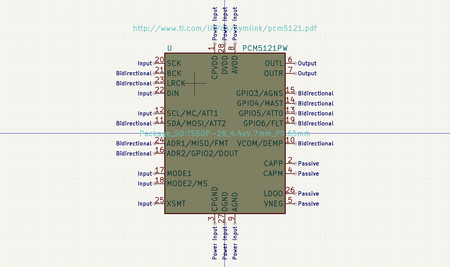 Power Input Power Input Power Input
http://www.ti.com/lit/ds/symlink/pcm5121.pdf
1 28 8
U PCM5121PW
CPVDD DVDD AVDD
Input 20 SCK OUTL 6 Output
Bidirectional 21 BCK OUTR 7 Output
Bidirectional 23 LRCK
Input 22 DIN GPIO3/AGNS 15 Bidirectional
GPIO4/MAST 14 Bidirectional
Input 12 SCL/MC/ATT1 GPIO5/ATT0 13 Bidirectional
Bidirectional 11 SDA/MOSI/ATT2 GPIO6/FLT 19 Bidirectional
Package_SO:TSSOP-28_4.4x9.7mm_P0.65mm
Bidirectional 24 ADR1/MISO/FMT VCOM/DEMP 10 Bidirectional
Bidirectional 16 ADR2/GPIO2/DOUT
CAPP 2 Passive
Input 17 MODE1 CAPM 4 Passive
Input 18 MODE2/MS
LDOO 26 Passive
Input 25 XSMT VNEG 5 Passive
CPGND DGND AGND
3 27 9
Power Input Power Input Power Input